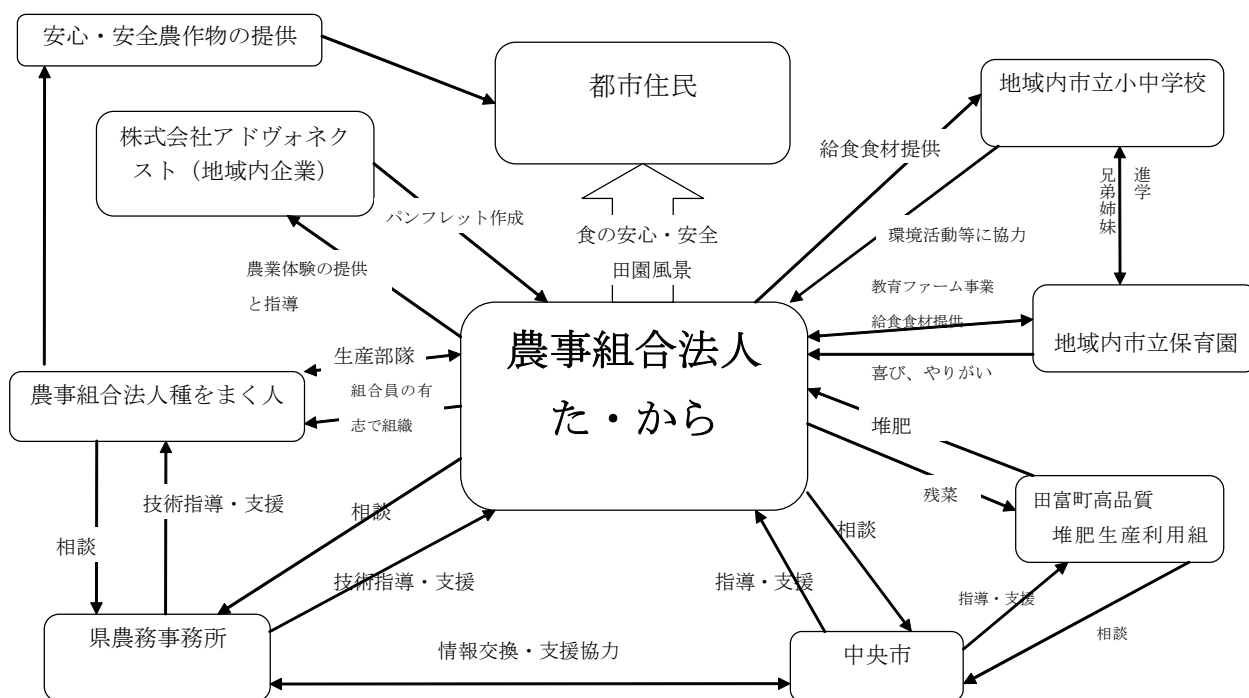 安心・安全農作物の提供
都市住民
地域内市立小中学校
株式会社アドヴォネク
スト（地域内企業）
給食食材提供
進学
兄弟姉妹
パンフレット作成
食の安心・安全
田園風景
環境活動等に協力
農業体験の提供
と指導
教育ファーム事業
給食食材提供
地域内市立保育園
農事組合法人
た・から
生産部隊
組合員の有
志で組織
喜び、やりがい
農事組合法人種をまく人
堆肥
残菜
田富町高品質
堆肥生産利用組
技術指導・支援
相談
相談
技術指導・支援
指導・支援
相談
指導・支援
相談
県農務事務所
情報交換・支援協力
中央市